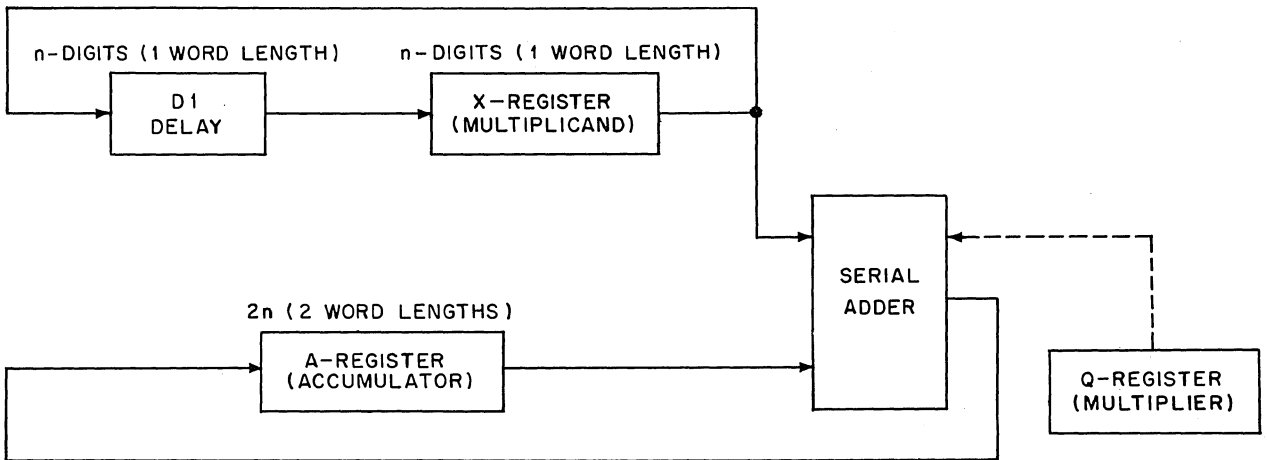 n-DIGITS (1 WORD LENGTH)
n-DIGITS (1 WORD LENGTH)
D1
DELAY
X-REGISTER
(MULTIPLICAND)
SERIAL
ADDER
2n (2 WORD LENGTHS)
A-REGISTER
(ACCUMULATOR)
Q-REGISTER
(MULTIPLIER)